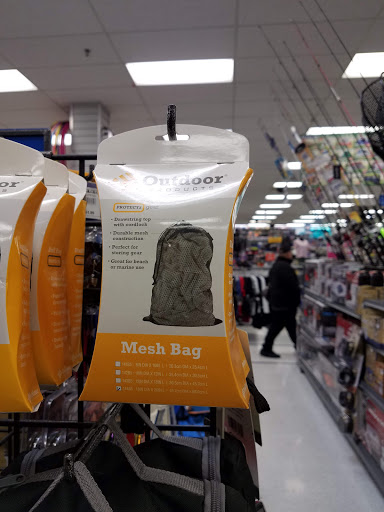 Outdoor
PRODUCTS
PROTECTS
• Drawstring top
with cordlock
• Durable mesh
construction
• Perfect for
storing gear
• Great for beach
or marine use
Mesh Bag